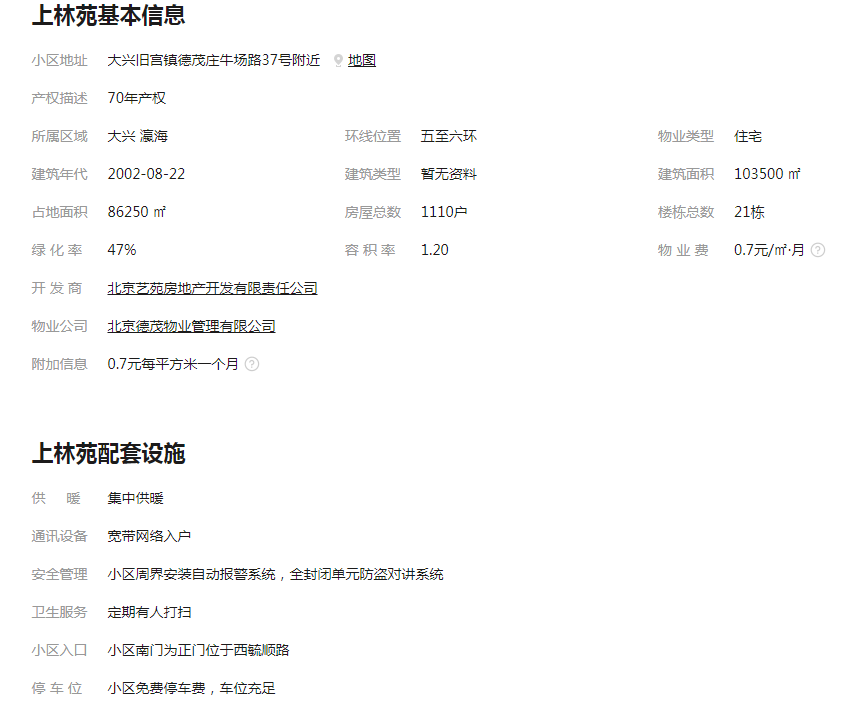 上林苑基本信息
小区地址 大兴旧宫镇德茂庄牛场路37号附近 地图
产权描述 70年产权
所属区域 大兴 瀛海 环线位置 五至六环 物业类型 住宅
建筑年代 2002-08-22 建筑类型 暂无资料 建筑面积 103500 ㎡
占地面积 86250 ㎡ 房屋总数 1110户 楼栋总数 21栋
绿 化 率 47% 容 积 率 1.20 物 业 费 0.7元/㎡·月 ?
开 发 商 北京艺苑房地产开发有限责任公司
物业公司 北京德茂物业管理有限公司
附加信息 0.7元每平方米一个月 ?
上林苑配套设施
供 暖 集中供暖
通讯设备 宽带网络入户
安全管理 小区周界安装自动报警系统，全封闭单元防盗对讲系统
卫生服务 定期有人打扫
小区入口 小区南门为正门位于西毓顺路
停 车 位 小区免费停车费，车位充足